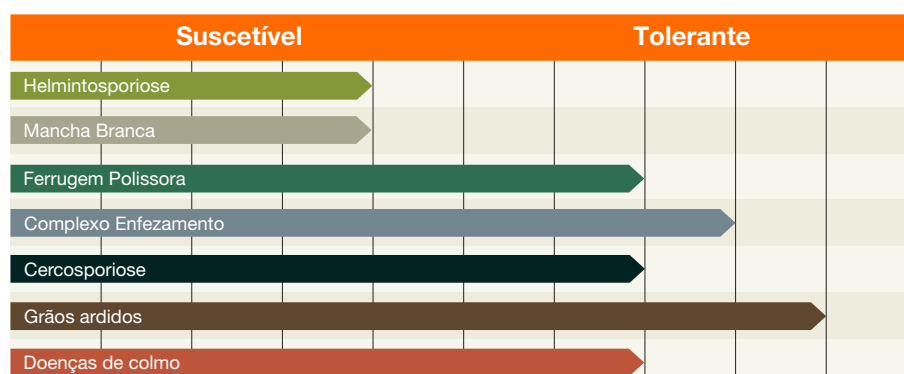 Suscetível Tolerante
Helmintosporiose
Mancha Branca
Ferrugem Polissora
Complexo Enfezamento
Cercosporiose
Grãos ardidos
Doenças de colmo